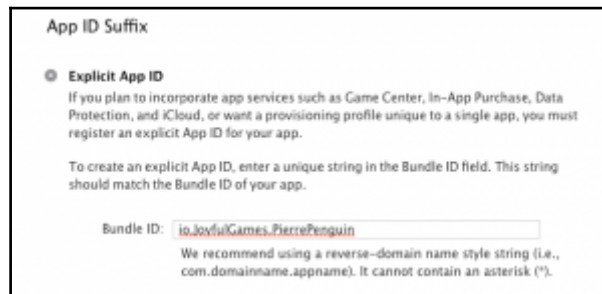 App ID Suffix
Explicit App ID
If you plan to incorporate app services such as Game Center, In-App Purchase, Data
Protection, and iCloud, or want a provisioning profile unique to a single app, you must
register an explicit App ID for your app.
To create an explicit App ID, enter a unique string in the Bundle ID field. This string
should match the Bundle ID of your app.
Bundle ID: io.JoyfulGames.PierrePenguin
We recommend using a reverse-domain name style string (i.e.,
com.domainname.appname). It cannot contain an asterisk (*).